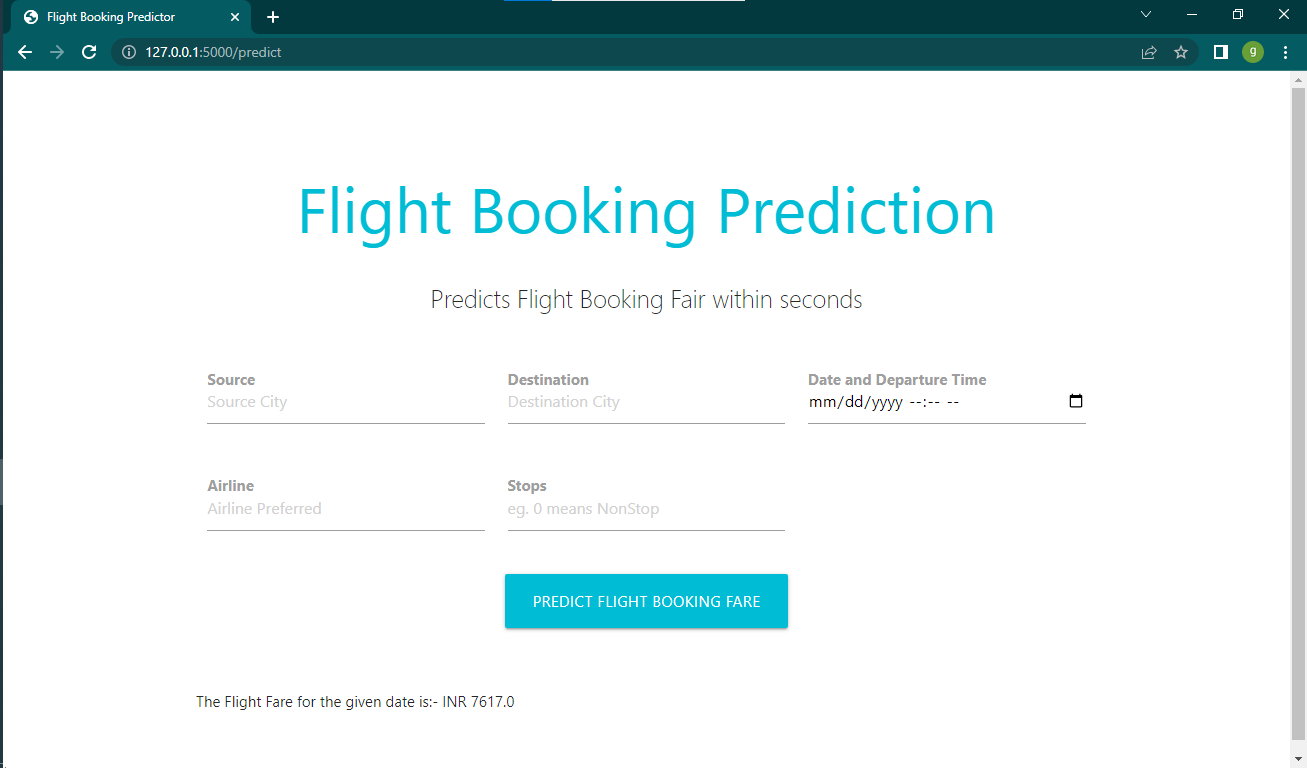 Flight Booking Predictor
127.0.0.1:5000/predict
g
Flight Booking Prediction
Predicts Flight Booking Fair within seconds
Source
Source City
Destination
Destination City
Date and Departure Time
mm/dd/yyyy --:-- --
Airline
Airline Preferred
Stops
eg. 0 means NonStop
PREDICT FLIGHT BOOKING FARE
The Flight Fare for the given date is:- INR 7617.0